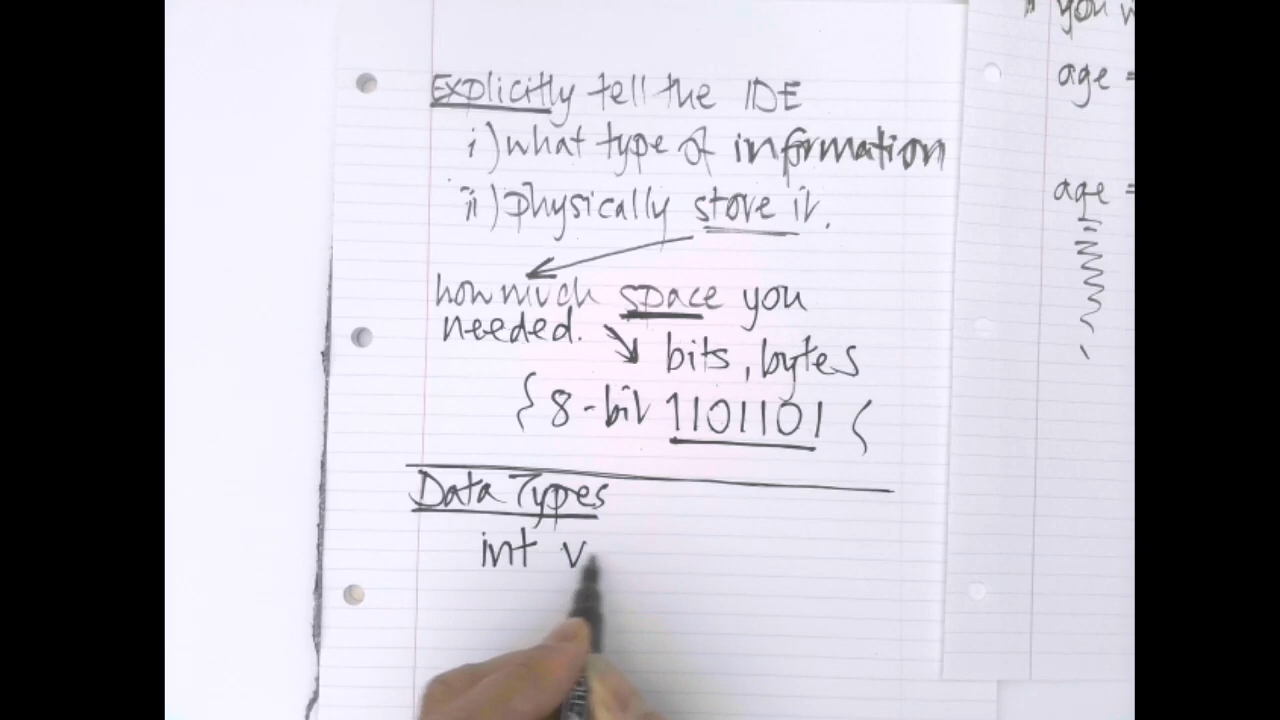 Explicitly tell the IDE
i) what type of information
ii) physically store it.
how much space you
needed.
bits, bytes
8-bit 1101101
Data Types
int v
you
age =
age =